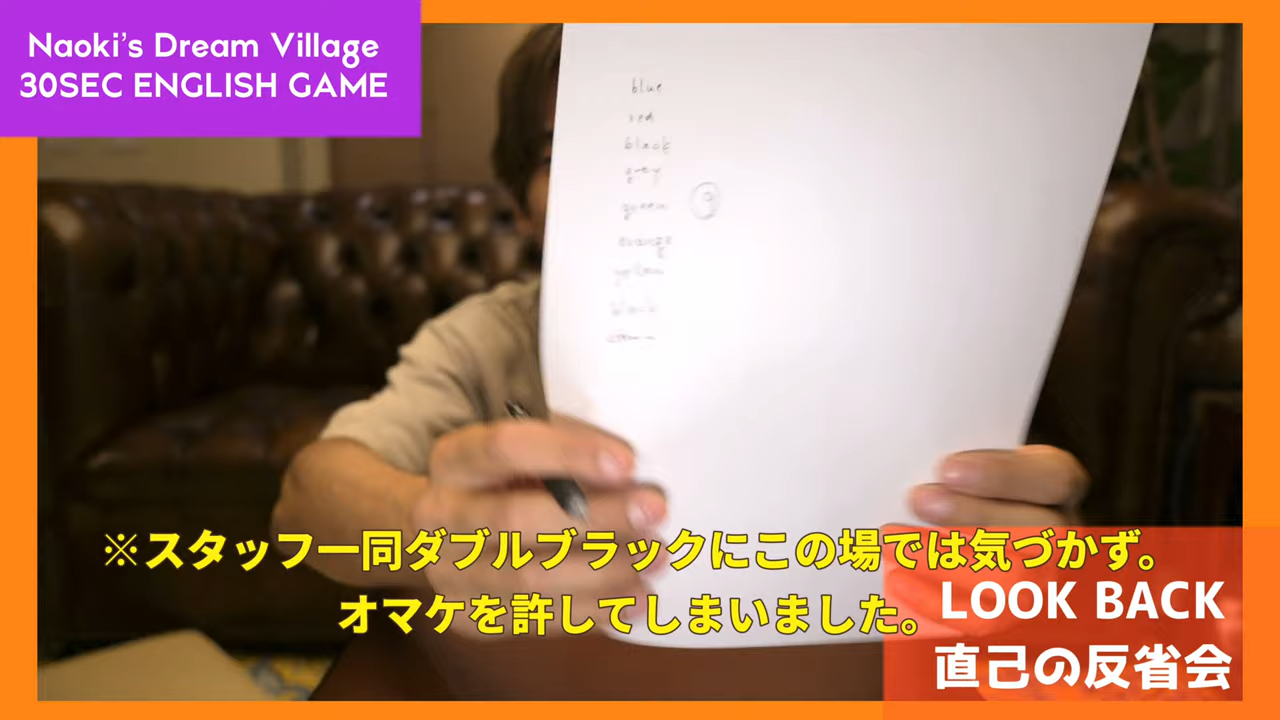 Naoki's Dream Village
30SEC ENGLISH GAME
blue
red
black
grey
green 9
orange
yellow
black
※スタッフ一同ダブルブラックにこの場では気づかず。
オマケを許してしまいました。
LOOK BACK
直己の反省会